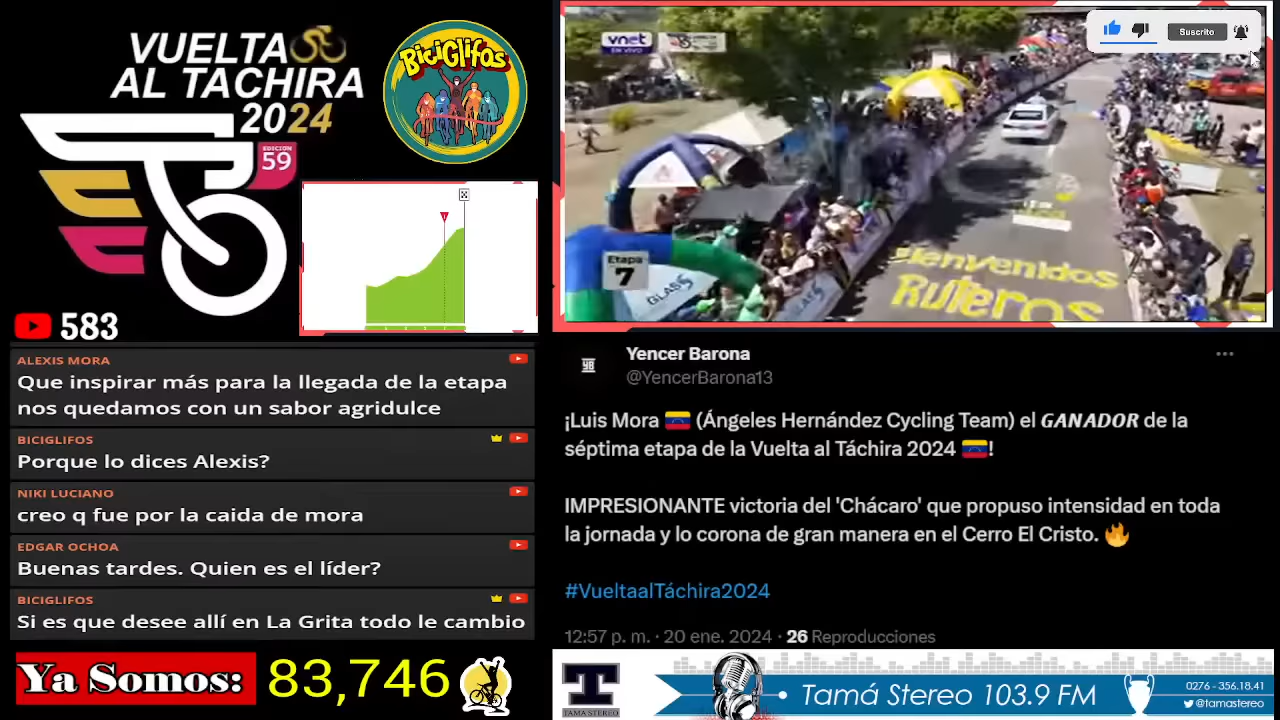 VUELTA
AL TACHIRA
2024
EDICION
59
BiciGlifos
583
ALEXIS MORA
Que inspirar más para la llegada de la etapa
nos quedamos con un sabor agridulce
BICIGLIFOS
Porque lo dices Alexis?
NIKI LUCIANO
creo q fue por la caida de mora
EDGAR OCHOA
Buenas tardes. Quien es el líder?
BICIGLIFOS
Si es que desee allí en La Grita todo le cambio
Ya Somos: 83,746
vnet
EN VIVO
Suscrito
Etapa
7
GLASS
Bienvenidos
Ruteros
Yencer Barona
@YencerBarona13
¡Luis Mora 🇻🇪 (Ángeles Hernández Cycling Team) el GANADOR de la
séptima etapa de la Vuelta al Táchira 2024 🇻🇪!
IMPRESIONANTE victoria del 'Chácaro' que propuso intensidad en toda
la jornada y lo corona de gran manera en el Cerro El Cristo. 🔥
#VueltaalTáchira2024
12:57 p. m. · 20 ene. 2024 · 26 Reproducciones
T
TAMA STEREO
Tamá Stereo 103.9 FM
0276 - 356.18.41
@tamastereo